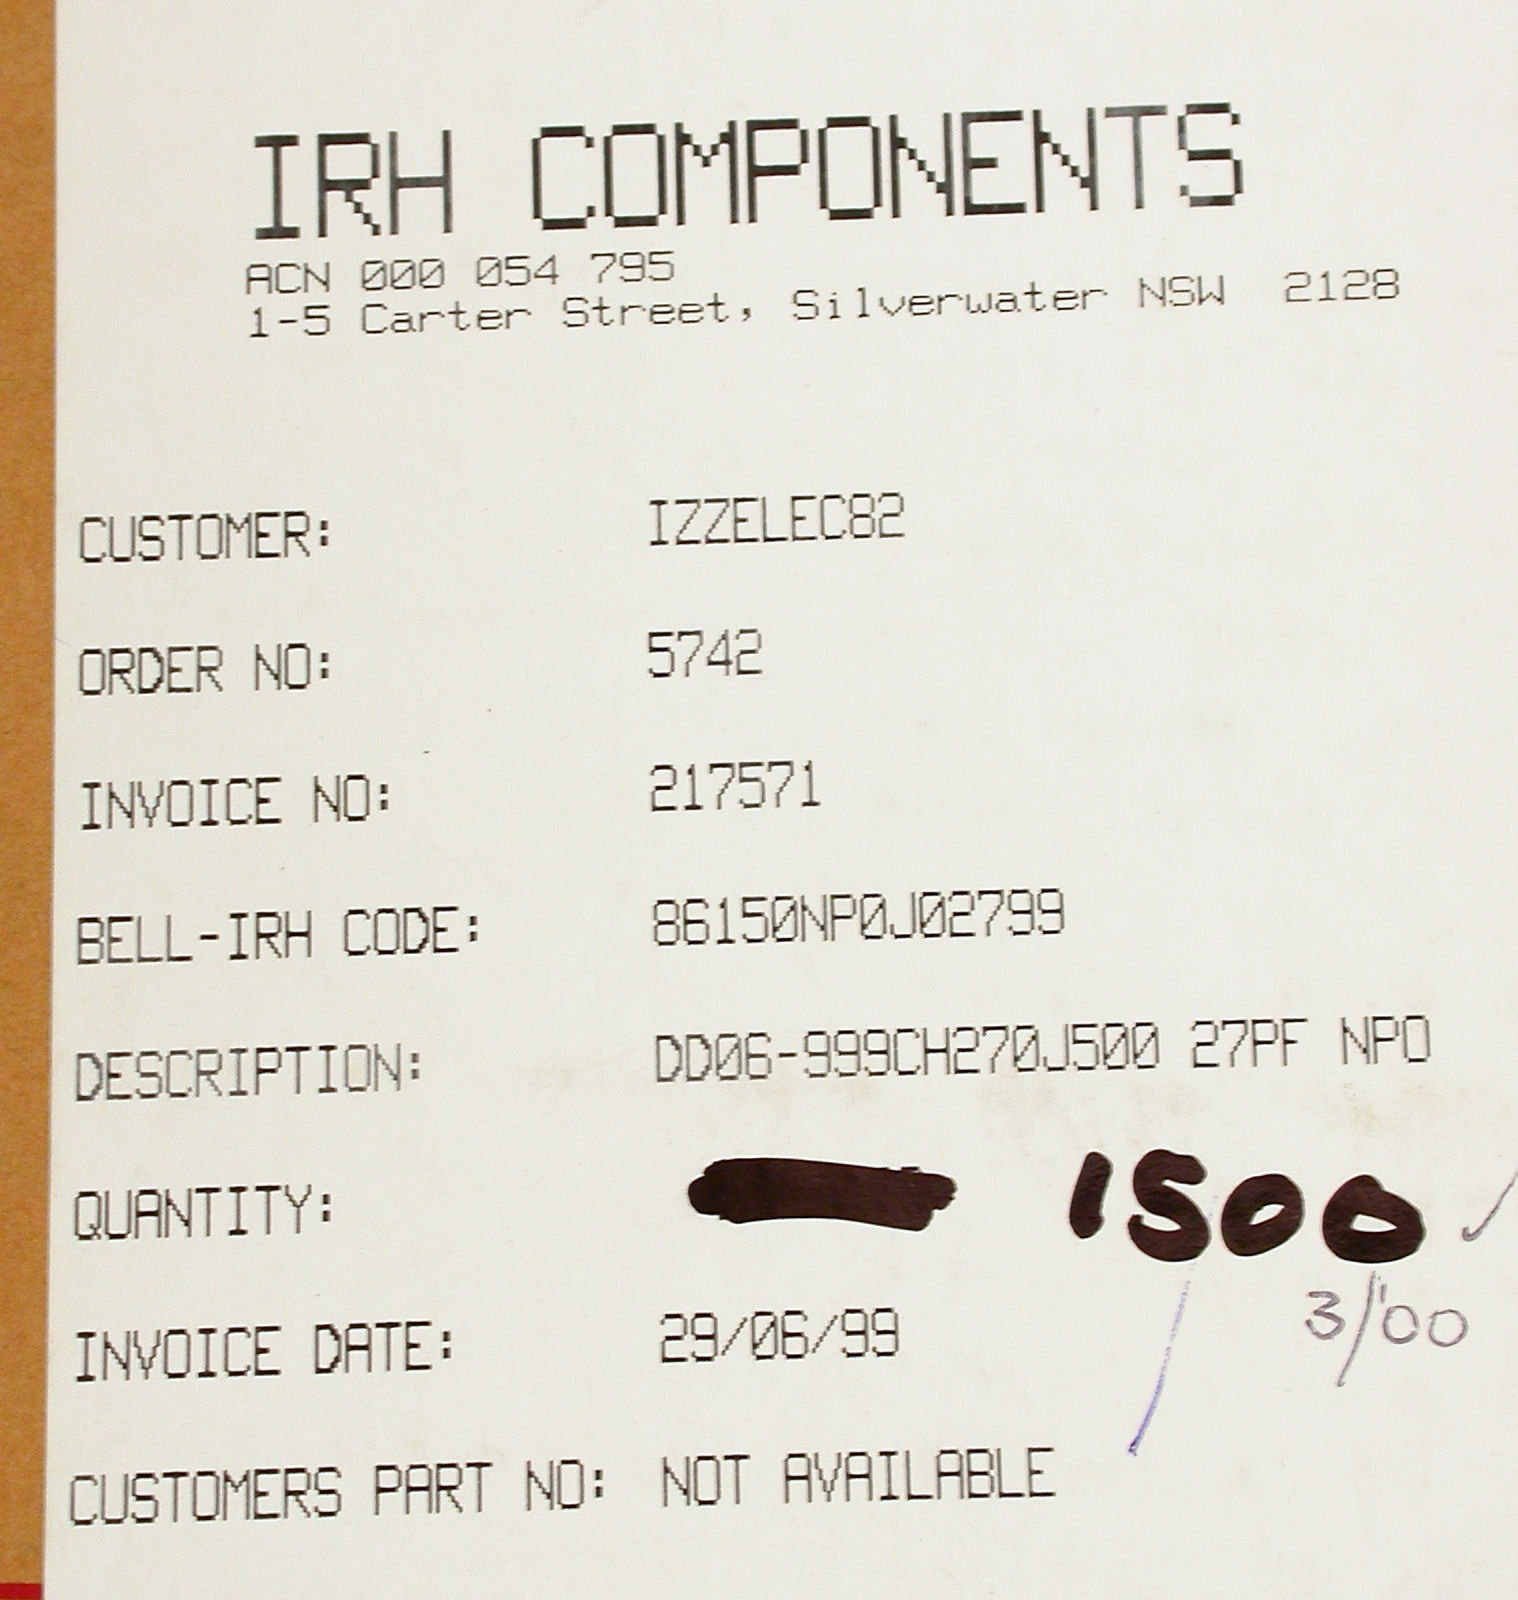 IRH COMPONENTS
ACN 000 054 795
1-5 Carter Street, Silverwater NSW 2128
CUSTOMER: IZZELEC82
ORDER NO: 5742
INVOICE NO: 217571
BELL-IRH CODE: 86150NP0J02799
DESCRIPTION: DD06-999CH270J500 27PF NPO
QUANTITY: 1500
3/'00
INVOICE DATE: 29/06/99
CUSTOMERS PART NO: NOT AVAILABLE